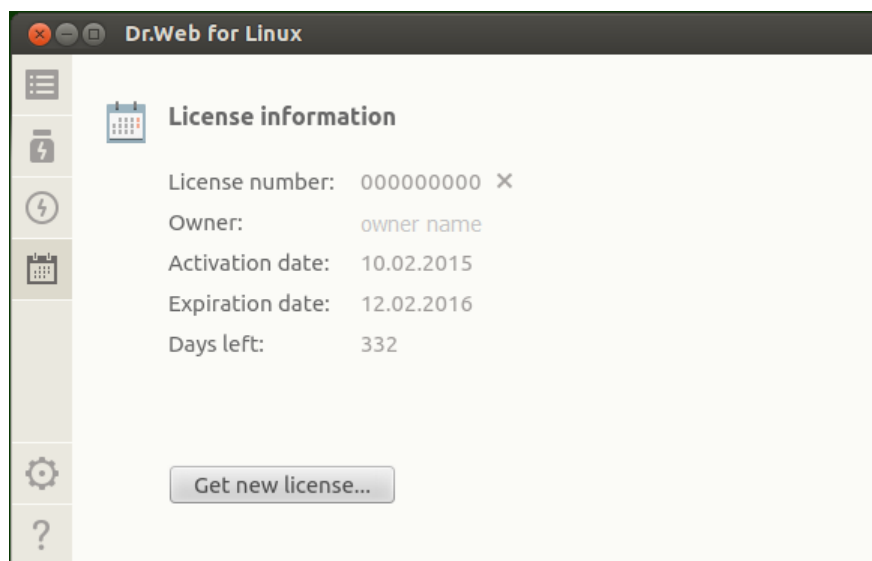 Dr.Web for Linux
License information
License number: 000000000 ✕
Owner: owner name
Activation date: 10.02.2015
Expiration date: 12.02.2016
Days left: 332
Get new license...
?